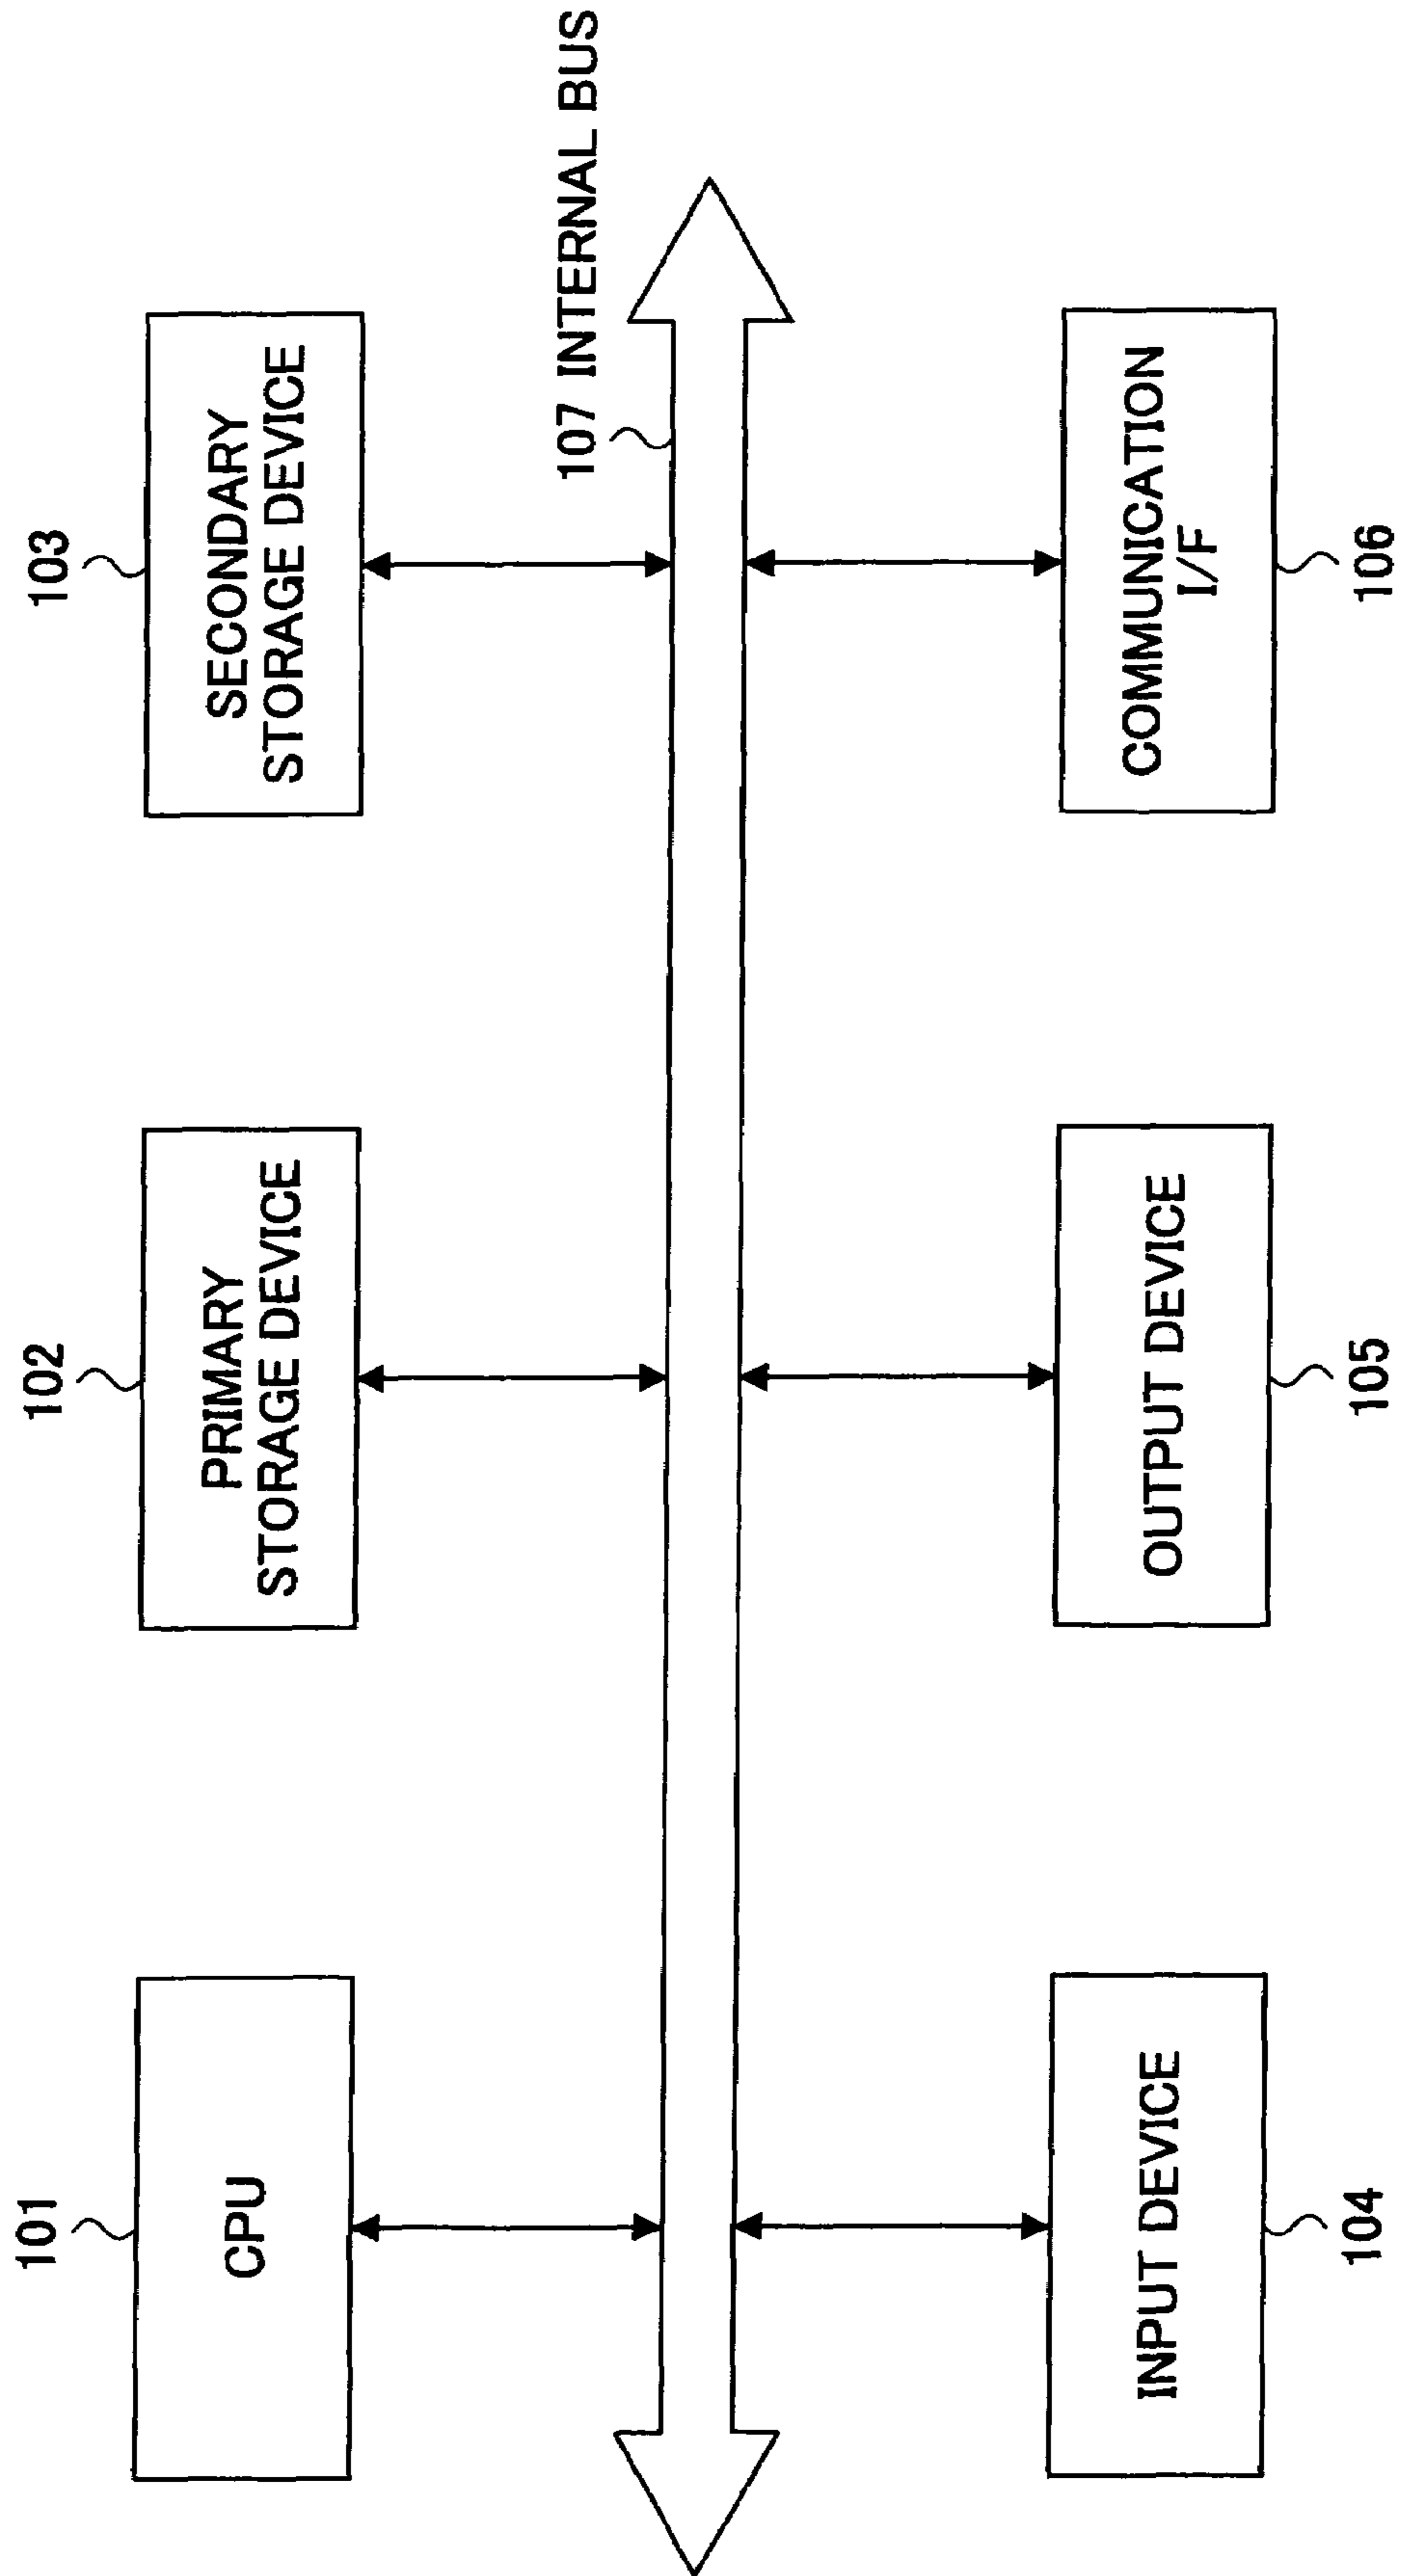 101
CPU
102
PRIMARY
STORAGE DEVICE
103
SECONDARY
STORAGE DEVICE
107 INTERNAL BUS
INPUT DEVICE
104
OUTPUT DEVICE
105
COMMUNICATION
I/F
106